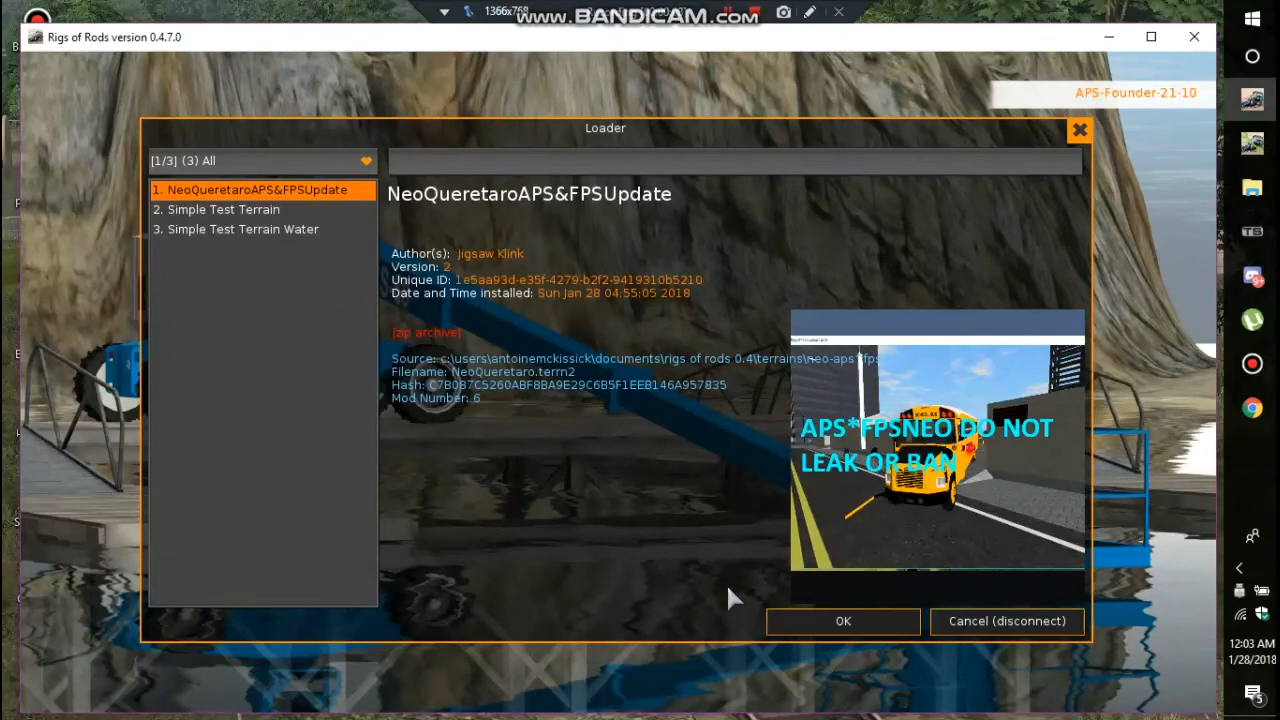 1366x768
www.BANDICAM.com
Rigs of Rods version 0.4.7.0
APS-Founder-21-10
Loader
[1/3] (3) All
1. NeoQueretaroAPS&FPSUpdate
2. Simple Test Terrain
3. Simple Test Terrain Water
NeoQueretaroAPS&FPSUpdate
Author(s): Jigsaw Klink
Version: 2
Unique ID: 1e5aa93d-e35f-4279-b2f2-9419310b5210
Date and Time installed: Sun Jan 28 04:55:05 2018
[zip archive]
Source: c:\users\antoinemckissick\documents\rigs of rods 0.4\terrains\neo-aps*fps
Filename: NeoQueretaro.terrn2
Hash: C7B087C5260ABF8BA9E29C6B5F1EEB146A957835
Mod Number: 6
APS*FPSNEO DO NOT
LEAK OR BAN
OK
Cancel (disconnect)
TS
12:03 AM
1/28/2018
5